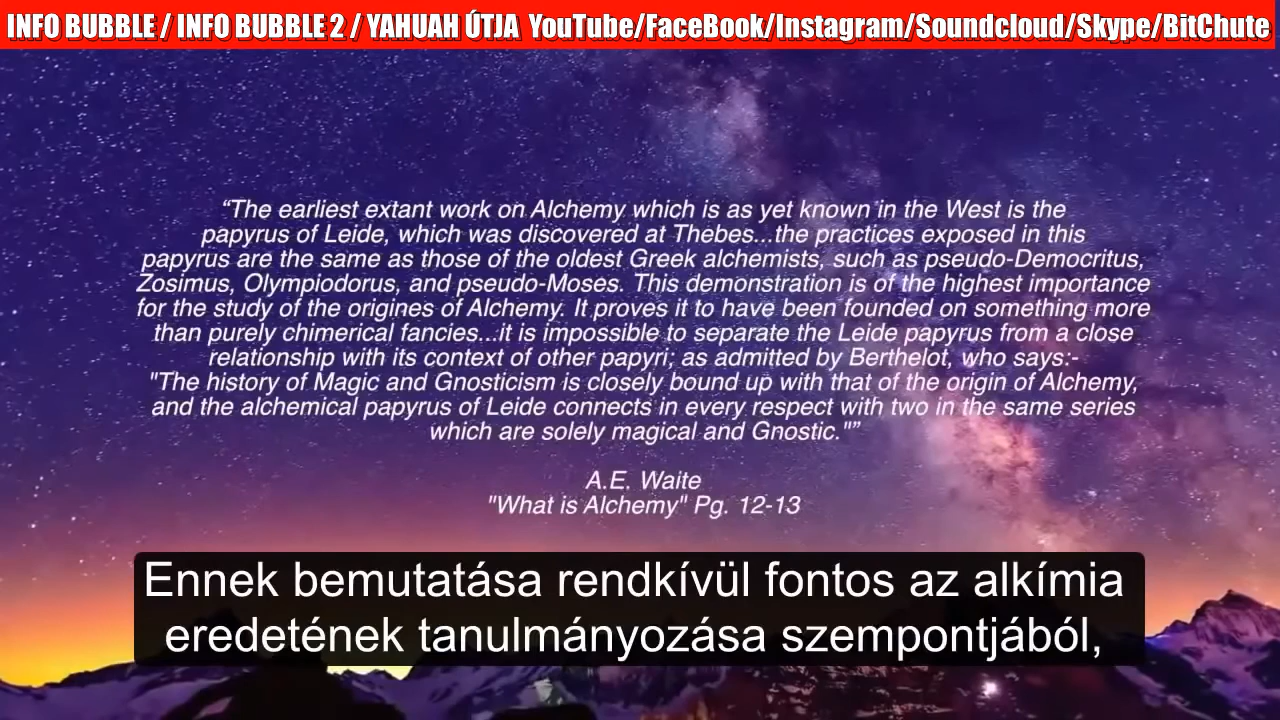 INFO BUBBLE / INFO BUBBLE 2 / YAHUAH ÚTJA YouTube/FaceBook/Instagram/Soundcloud/Skype/BitChute
“The earliest extant work on Alchemy which is as yet known in the West is the
papyrus of Leide, which was discovered at Thebes...the practices exposed in this
papyrus are the same as those of the oldest Greek alchemists, such as pseudo-Democritus,
Zosimus, Olympiodorus, and pseudo-Moses. This demonstration is of the highest importance
for the study of the origines of Alchemy. It proves it to have been founded on something more
than purely chimerical fancies...it is impossible to separate the Leide papyrus from a close
relationship with its context of other papyri; as admitted by Berthelot, who says:-
"The history of Magic and Gnosticism is closely bound up with that of the origin of Alchemy,
and the alchemical papyrus of Leide connects in every respect with two in the same series
which are solely magical and Gnostic."”
A.E. Waite
"What is Alchemy" Pg. 12-13
Ennek bemutatása rendkívül fontos az alkímia
eredetének tanulmányozása szempontjából,